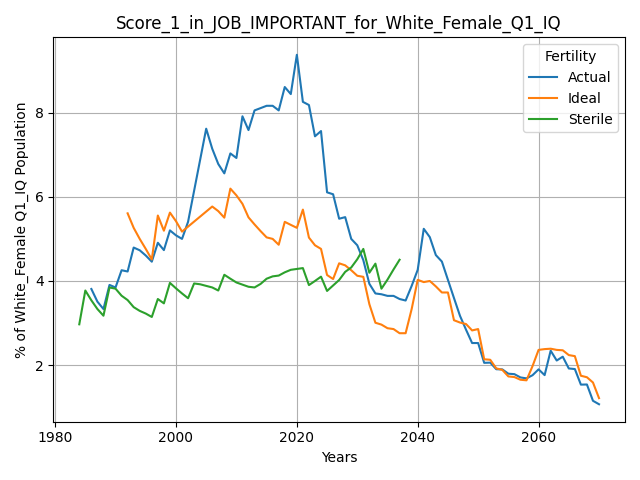 Score_1_in_JOB_IMPORTANT_for_White_Female_Q1_IQ
% of White_Female Q1_IQ Population
8
6
4
2
Fertility
Actual
Ideal
Sterile
1980
2000
2020
2040
2060
Years